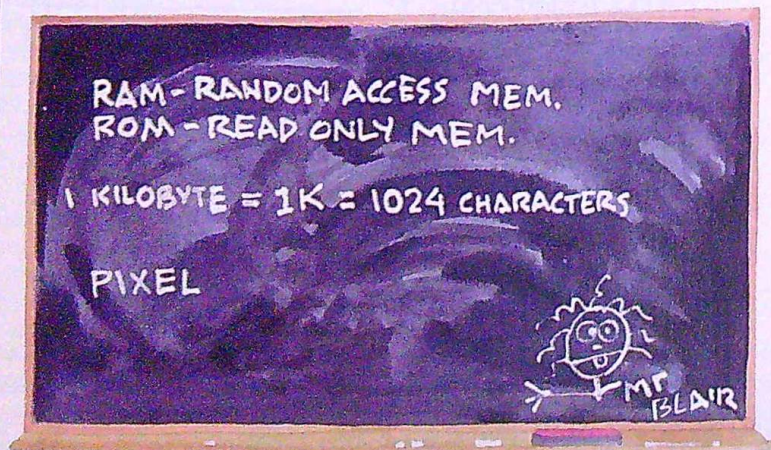 RAM - RANDOM ACCESS MEM.
ROM - READ ONLY MEM.
1 KILOBYTE = 1K = 1024 CHARACTERS
PIXEL
Mr
BLAIR